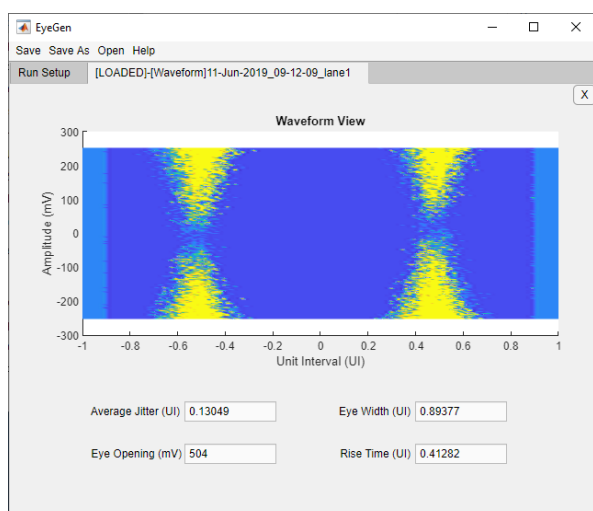 EyeGen
Save Save As Open Help
Run Setup [LOADED]-[Waveform]11-Jun-2019_09-12-09_lane1
X
Waveform View
300
200
100
0
-100
-200
-300
Amplitude (mV)
-1 -0.8 -0.6 -0.4 -0.2 0 0.2 0.4 0.6 0.8 1
Unit Interval (UI)
Average Jitter (UI) 0.13049 Eye Width (UI) 0.89377
Eye Opening (mV) 504 Rise Time (UI) 0.41282